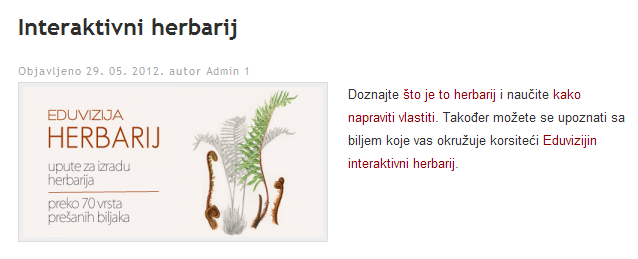 Interaktivni herbarij
Objavljeno 29. 05. 2012. autor Admin 1
EDUVIZIJA
HERBARIJ
upute za izradu
herbarija
preko 70 vrsta
prešanih biljaka
Doznajte što je to herbarij i naučite kako
napraviti vlastiti. Također možete se upoznati sa
biljem koje vas okružuje korsiteći Eduvizijin
interaktivni herbarij.